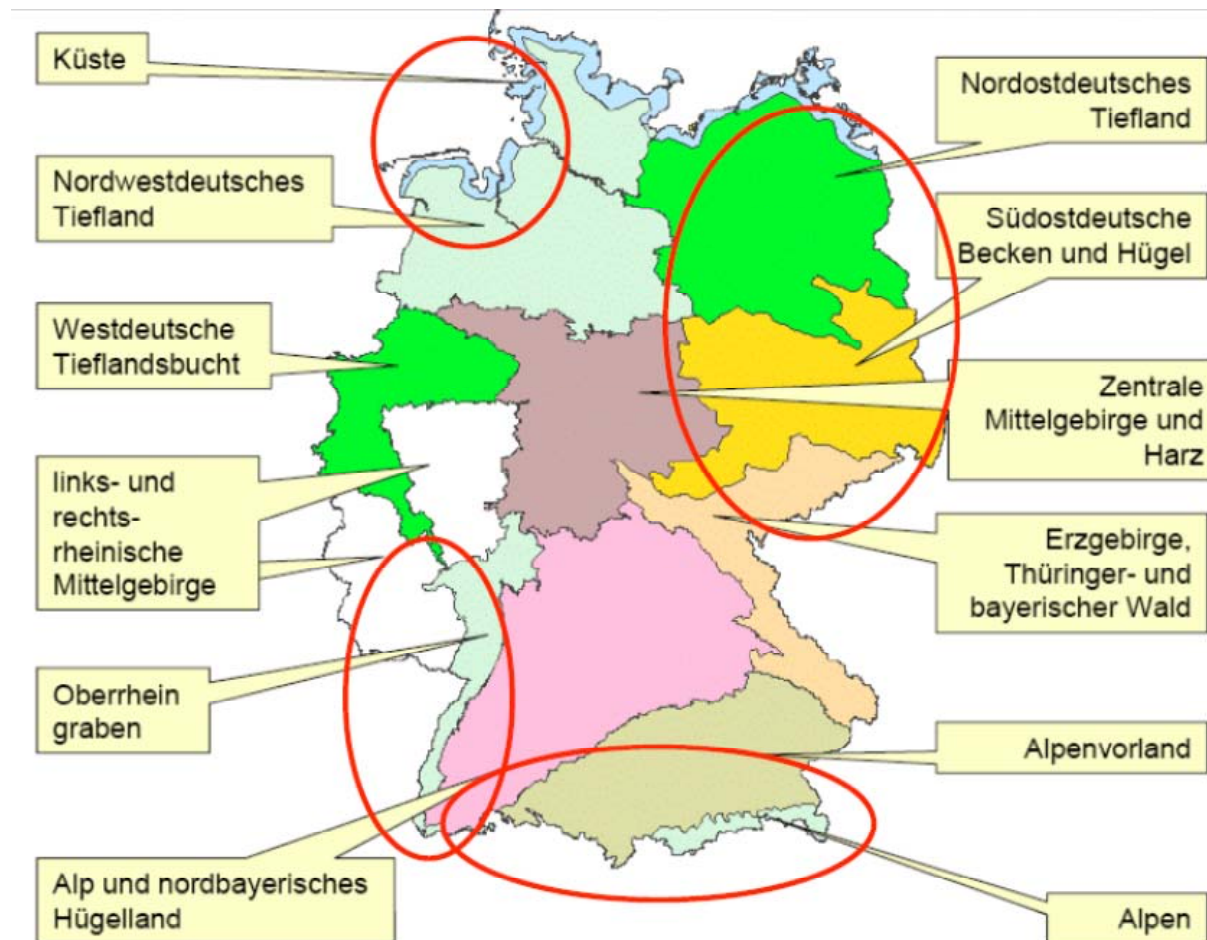 Küste
Nordwestdeutsches
Tiefland
Westdeutsche
Tieflandsbucht
links- und
rechts-
rheinische
Mittelgebirge
Oberrhein
graben
Alp und nordbayerisches
Hügelland
Nordostdeutsches
Tiefland
Südostdeutsche
Becken und Hügel
Zentrale
Mittelgebirge und
Harz
Erzgebirge,
Thüringer- und
bayerischer Wald
Alpenvorland
Alpen